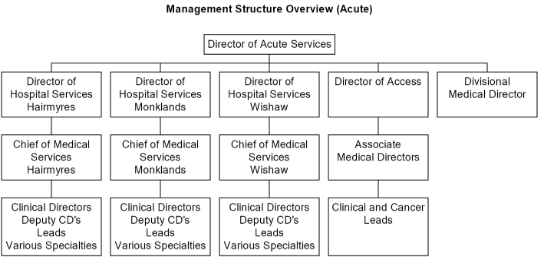 Management Structure Overview (Acute)
Director of Acute Services
Director of
Hospital Services
Hairmyres
Director of
Hospital Services
Monklands
Director of
Hospital Services
Wishaw
Director of Access
Divisional
Medical Director
Chief of Medical
Services
Hairmyres
Chief of Medical
Services
Monklands
Chief of Medical
Services
Wishaw
Associate
Medical Directors
Clinical Directors
Deputy CD's
Leads
Various Specialties
Clinical Directors
Deputy CD's
Leads
Various Specialties
Clinical Directors
Deputy CD's
Leads
Various Specialties
Clinical and Cancer
Leads